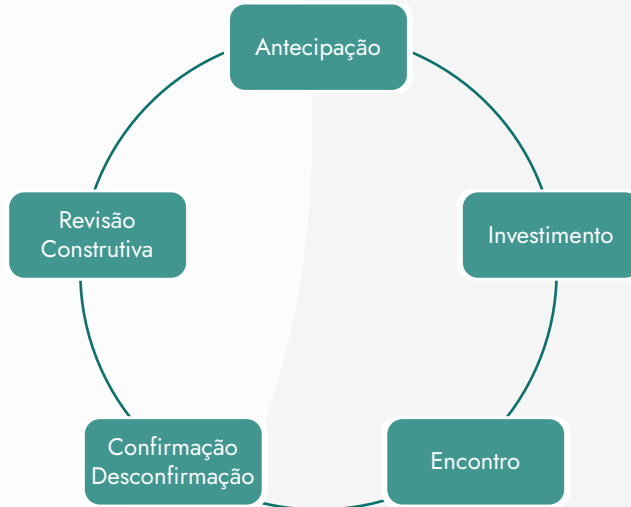 Antecipação
Investimento
Encontro
Confirmação
Desconfirmação
Revisão
Construtiva